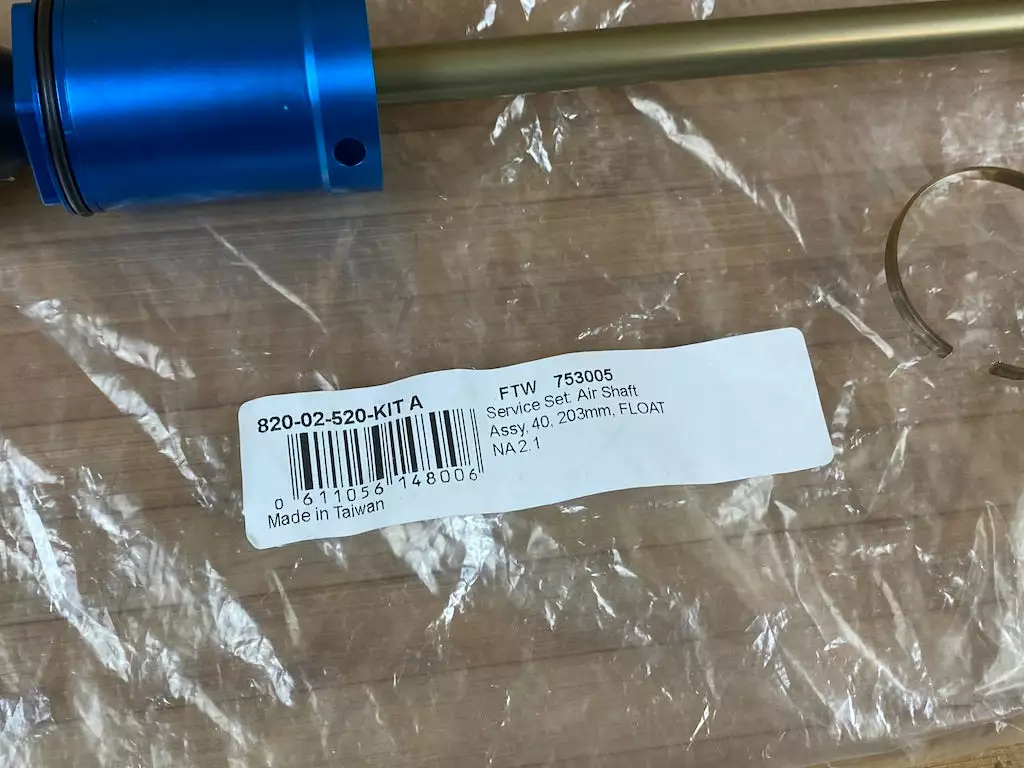 820-02-520-KIT A
0 611056 148006
Made in Taiwan
FTW 753005
Service Set: Air Shaft
Assy, 40, 203mm, FLOAT
NA 2.1